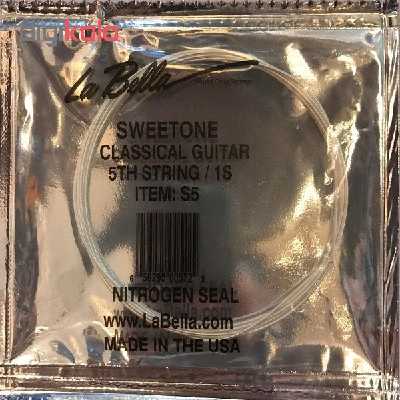 digikala
La Bella
SWEETONE
CLASSICAL GUITAR
5TH STRING / 1S
ITEM: S5
NITROGEN SEAL
www.LaBella.com
MADE IN THE USA